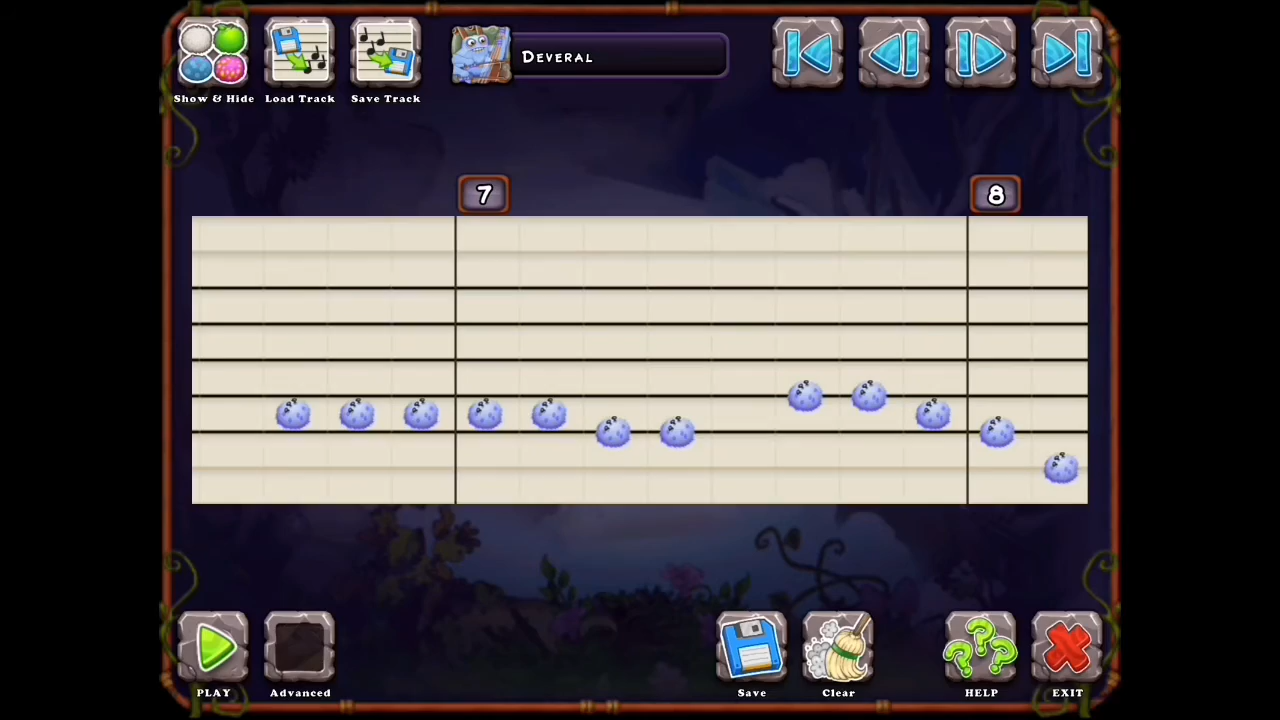 Deveral
Show & Hide
Load Track
Save Track
7
8
PLAY
Advanced
Save
Clear
HELP
EXIT